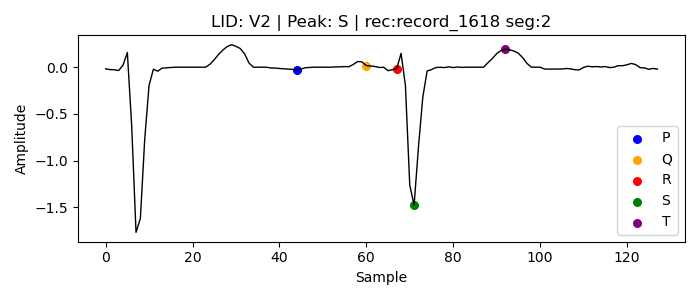 LID: V2 | Peak: S | rec:record_1618 seg:2
Amplitude
0.0
−0.5
−1.0
−1.5
P
Q
R
S
T
0
20
40
60
80
100
120
Sample